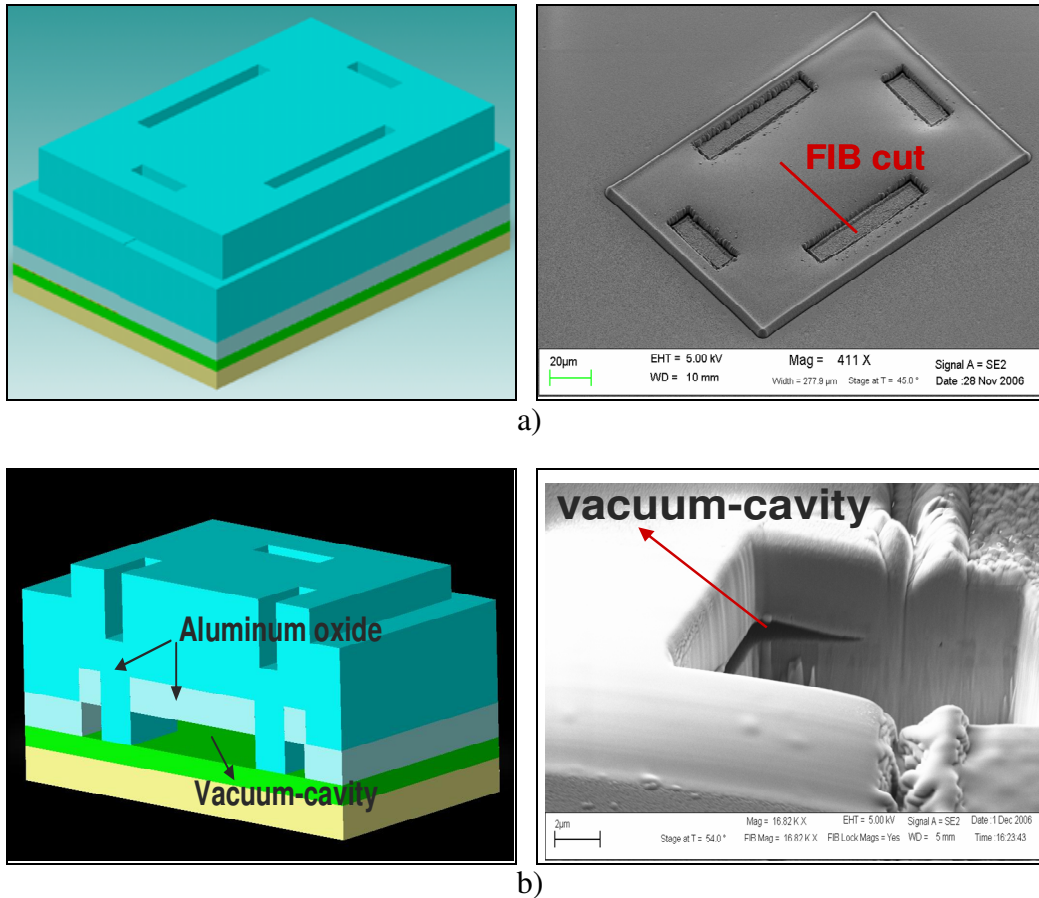 FIB cut
20µm
EHT = 5.00 kV
WD = 10 mm
Mag = 411 X
Width = 277.9 µm Stage at T = 45.0 °
Signal A = SE2
Date :28 Nov 2006
a)
Aluminum oxide
Vacuum-cavity
vacuum-cavity
2µm
Mag = 16.82 K X EHT = 5.00 kV Signal A = SE2 Date :1 Dec 2006
Stage at T = 54.0 ° FIB Mag = 16.82 K X FIB Lock Mags = Yes WD = 5 mm Time :16:23:43
b)